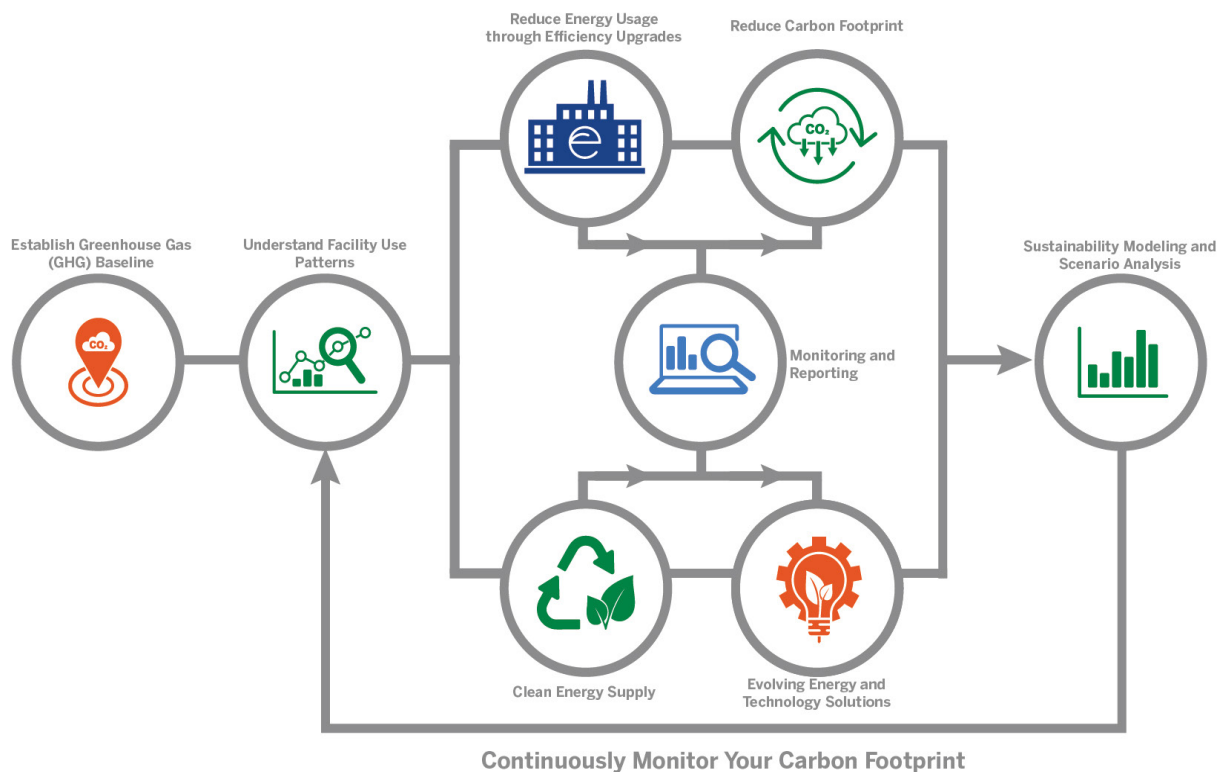 Reduce Energy Usage
through Efficiency Upgrades
Reduce Carbon Footprint
CO₂
e
Establish Greenhouse Gas
(GHG) Baseline
Understand Facility Use
Patterns
Sustainability Modeling and
Scenario Analysis
CO₂
Monitoring and
Reporting
Clean Energy Supply
Evolving Energy and
Technology Solutions
Continuously Monitor Your Carbon Footprint